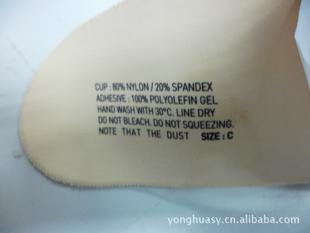 CUP : 80% NYLON / 20% SPANDEX
ADHESIVE : 100% POLYOLEFIN GEL
HAND WASH WITH 30°C. LINE DRY
DO NOT BLEACH. DO NOT SQUEEZING.
NOTE THAT THE DUST SIZE : C
yonghuasy.cn.alibaba.com